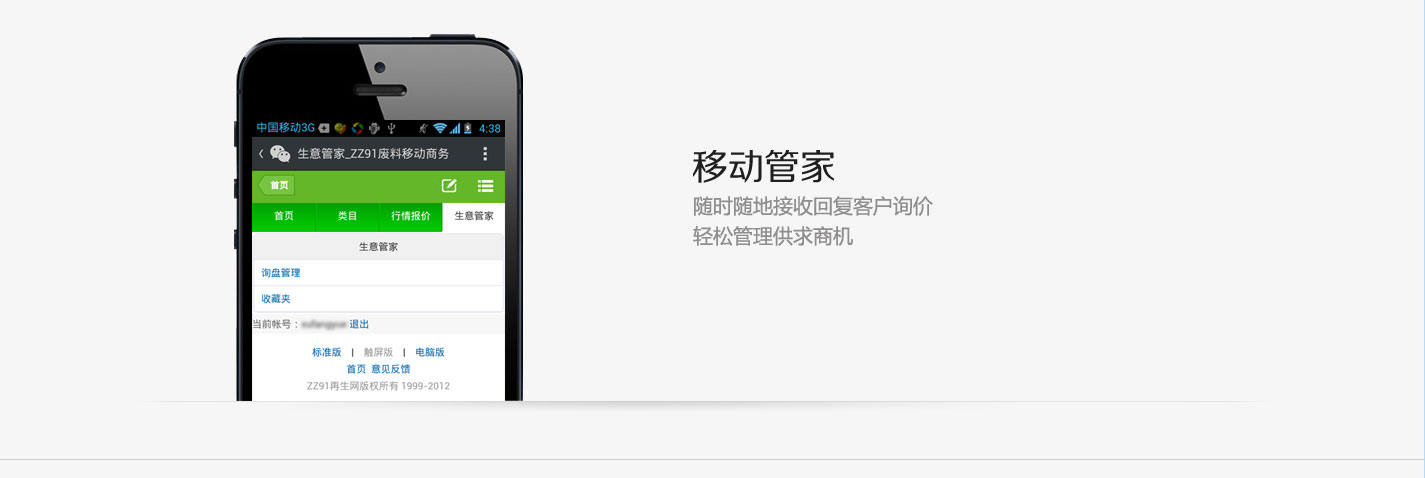 中国移动3G 4:38
生意管家_ZZ91废料移动商务
首页
首页 类目 行情报价 生意管家
生意管家
询盘管理
收藏夹
当前帐号： 退出
标准版 | 触屏版 | 电脑版
首页 意见反馈
ZZ91再生网版权所有 1999-2012
移动管家
随时随地接收回复客户询价
轻松管理供求商机